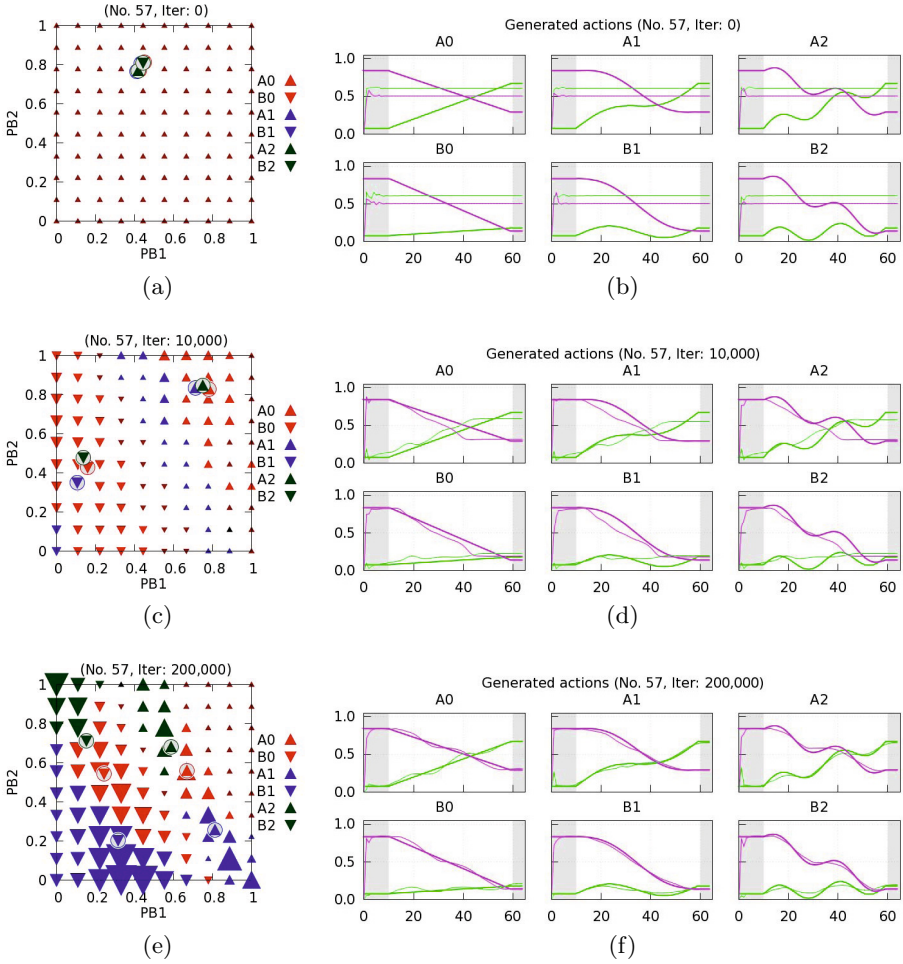 (No. 57, Iter: 0)
1
0.8
0.6
0.4
0.2
0
PB2
0 0.2 0.4 0.6 0.8 1
PB1
A0
B0
A1
B1
A2
B2
(a)
Generated actions (No. 57, Iter: 0)
A0 A1 A2
1.0
0.5
0.0
B0 B1 B2
1.0
0.5
0.0
0 20 40 60 0 20 40 60 0 20 40 60
(b)
(No. 57, Iter: 10,000)
1
0.8
0.6
0.4
0.2
0
PB2
0 0.2 0.4 0.6 0.8 1
PB1
A0
B0
A1
B1
A2
B2
(c)
Generated actions (No. 57, Iter: 10,000)
A0 A1 A2
1.0
0.5
0.0
B0 B1 B2
1.0
0.5
0.0
0 20 40 60 0 20 40 60 0 20 40 60
(d)
(No. 57, Iter: 200,000)
1
0.8
0.6
0.4
0.2
0
PB2
0 0.2 0.4 0.6 0.8 1
PB1
A0
B0
A1
B1
A2
B2
(e)
Generated actions (No. 57, Iter: 200,000)
A0 A1 A2
1.0
0.5
0.0
B0 B1 B2
1.0
0.5
0.0
0 20 40 60 0 20 40 60 0 20 40 60
(f)